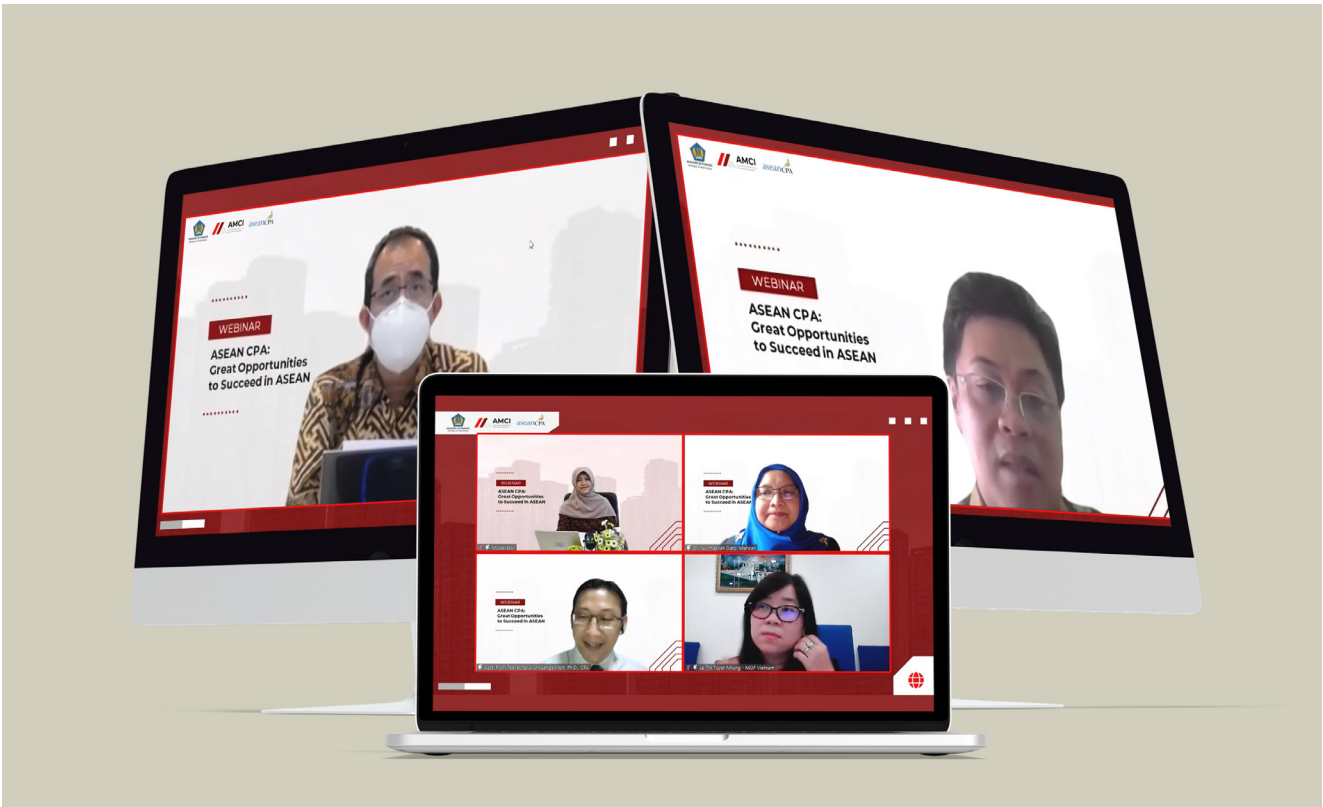 AMCI
aseanCPA
WEBINAR
ASEAN CPA:
Great Opportunities
to Succeed in ASEAN
AMCI
aseanCPA
WEBINAR
ASEAN CPA:
Great Opportunities
to Succeed in ASEAN
AMCI
aseanCPA
WEBINAR
ASEAN CPA:
Great Opportunities
to Succeed in ASEAN
Moderator
WEBINAR
ASEAN CPA:
Great Opportunities
to Succeed in ASEAN
WEBINAR
ASEAN CPA:
Great Opportunities
to Succeed in ASEAN
Le Thi Tuyet Nhung - MOF Vietnam